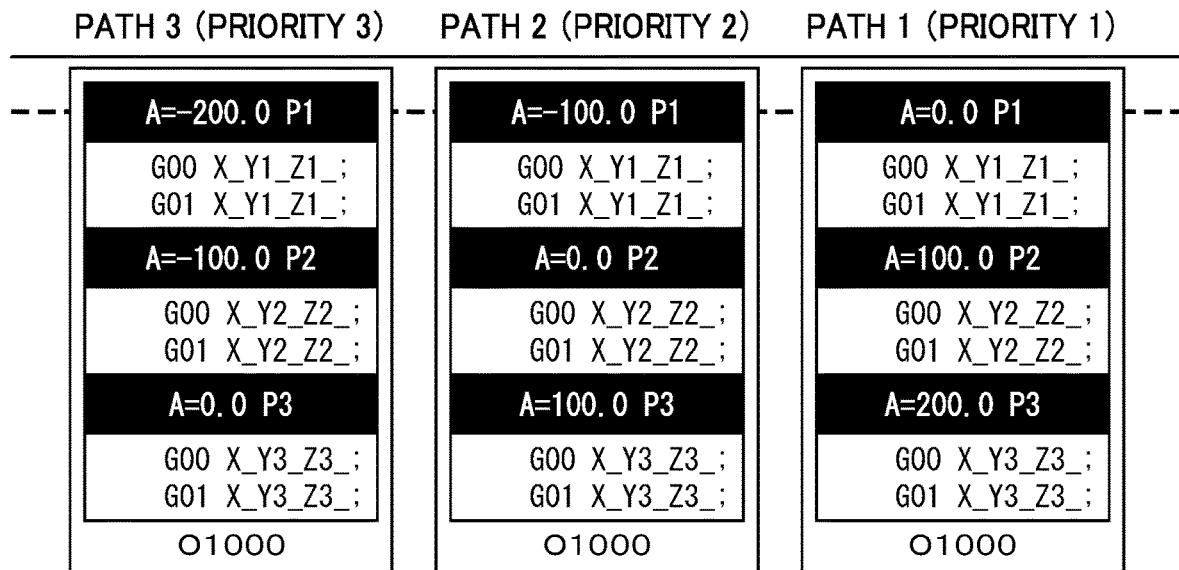 PATH 3 (PRIORITY 3)
PATH 2 (PRIORITY 2)
PATH 1 (PRIORITY 1)
A=-200.0 P1
G00 X_Y1_Z1_;
G01 X_Y1_Z1_;
A=-100.0 P2
G00 X_Y2_Z2_;
G01 X_Y2_Z2_;
A=0.0 P3
G00 X_Y3_Z3_;
G01 X_Y3_Z3_;
O1000
A=-100.0 P1
G00 X_Y1_Z1_;
G01 X_Y1_Z1_;
A=0.0 P2
G00 X_Y2_Z2_;
G01 X_Y2_Z2_;
A=100.0 P3
G00 X_Y3_Z3_;
G01 X_Y3_Z3_;
O1000
A=0.0 P1
G00 X_Y1_Z1_;
G01 X_Y1_Z1_;
A=100.0 P2
G00 X_Y2_Z2_;
G01 X_Y2_Z2_;
A=200.0 P3
G00 X_Y3_Z3_;
G01 X_Y3_Z3_;
O1000